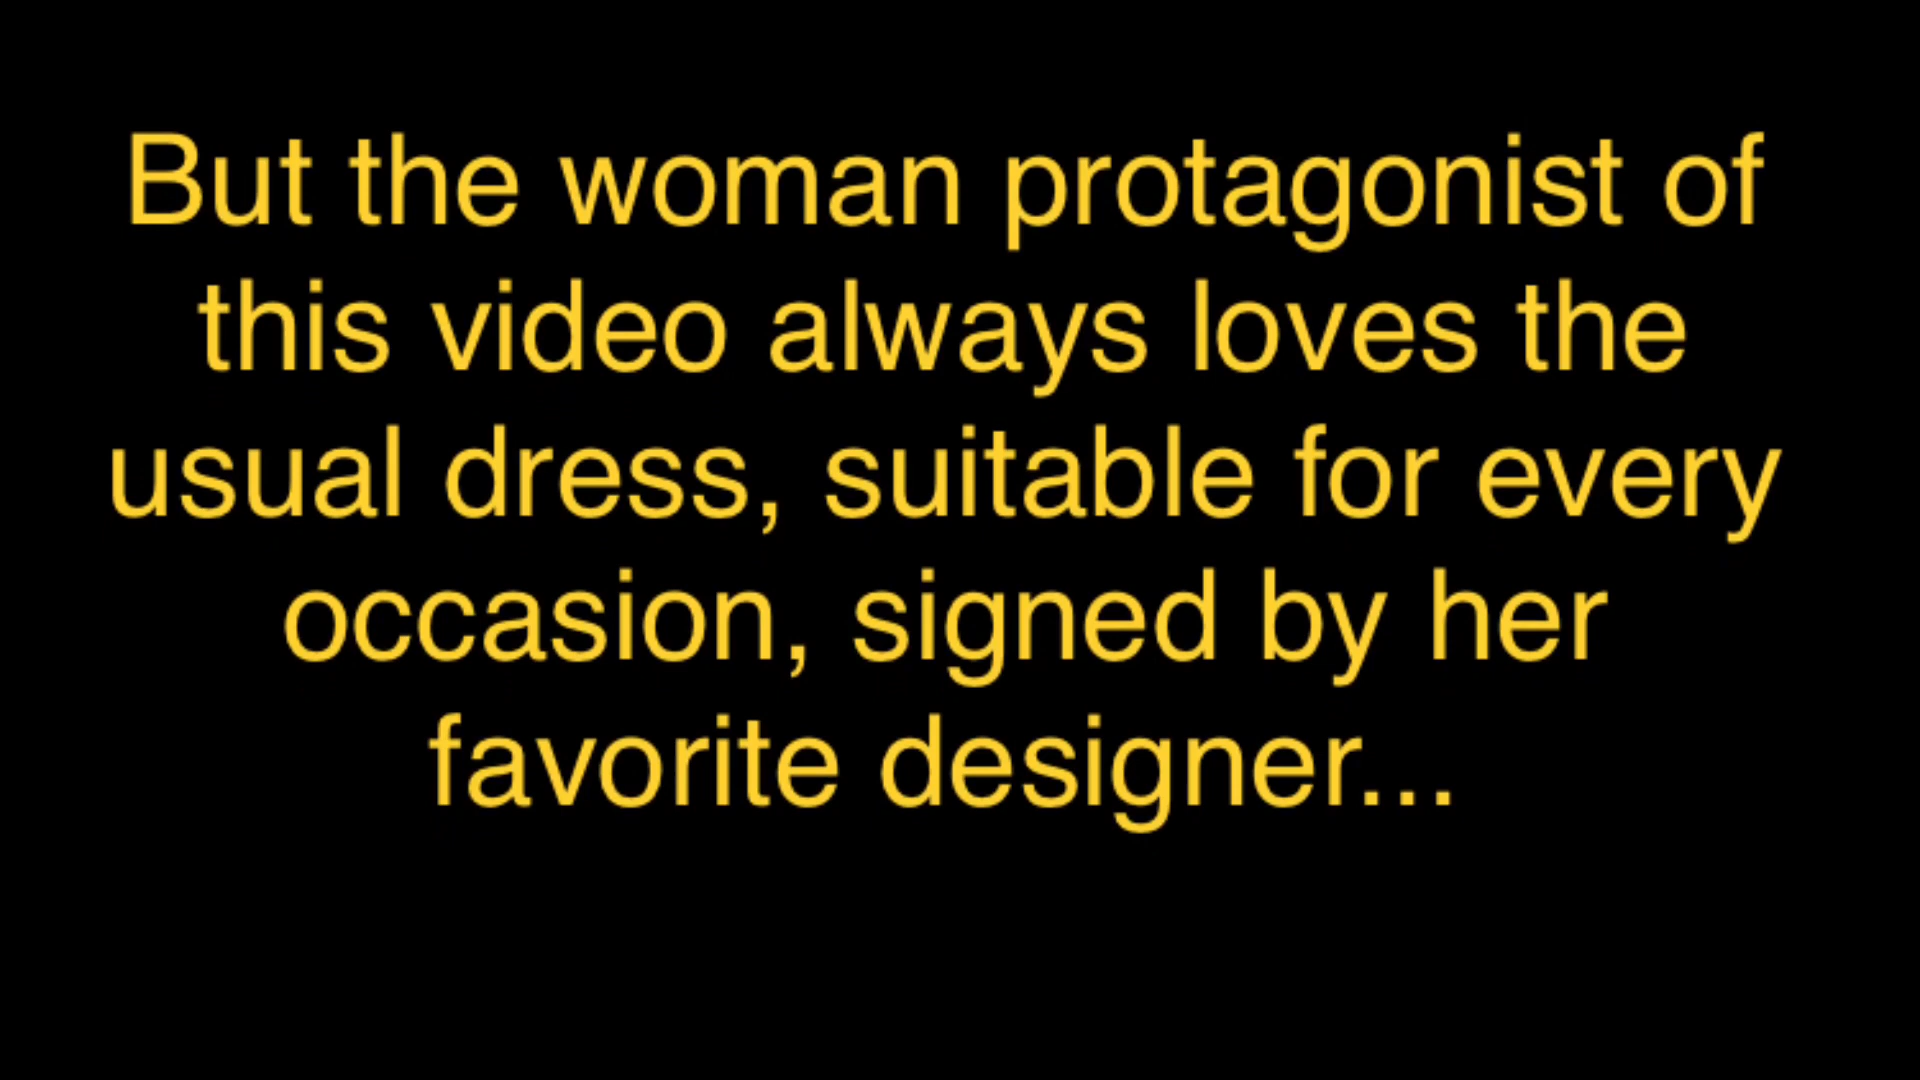 But the woman protagonist of
this video always loves the
usual dress, suitable for every
occasion, signed by her
favorite designer...